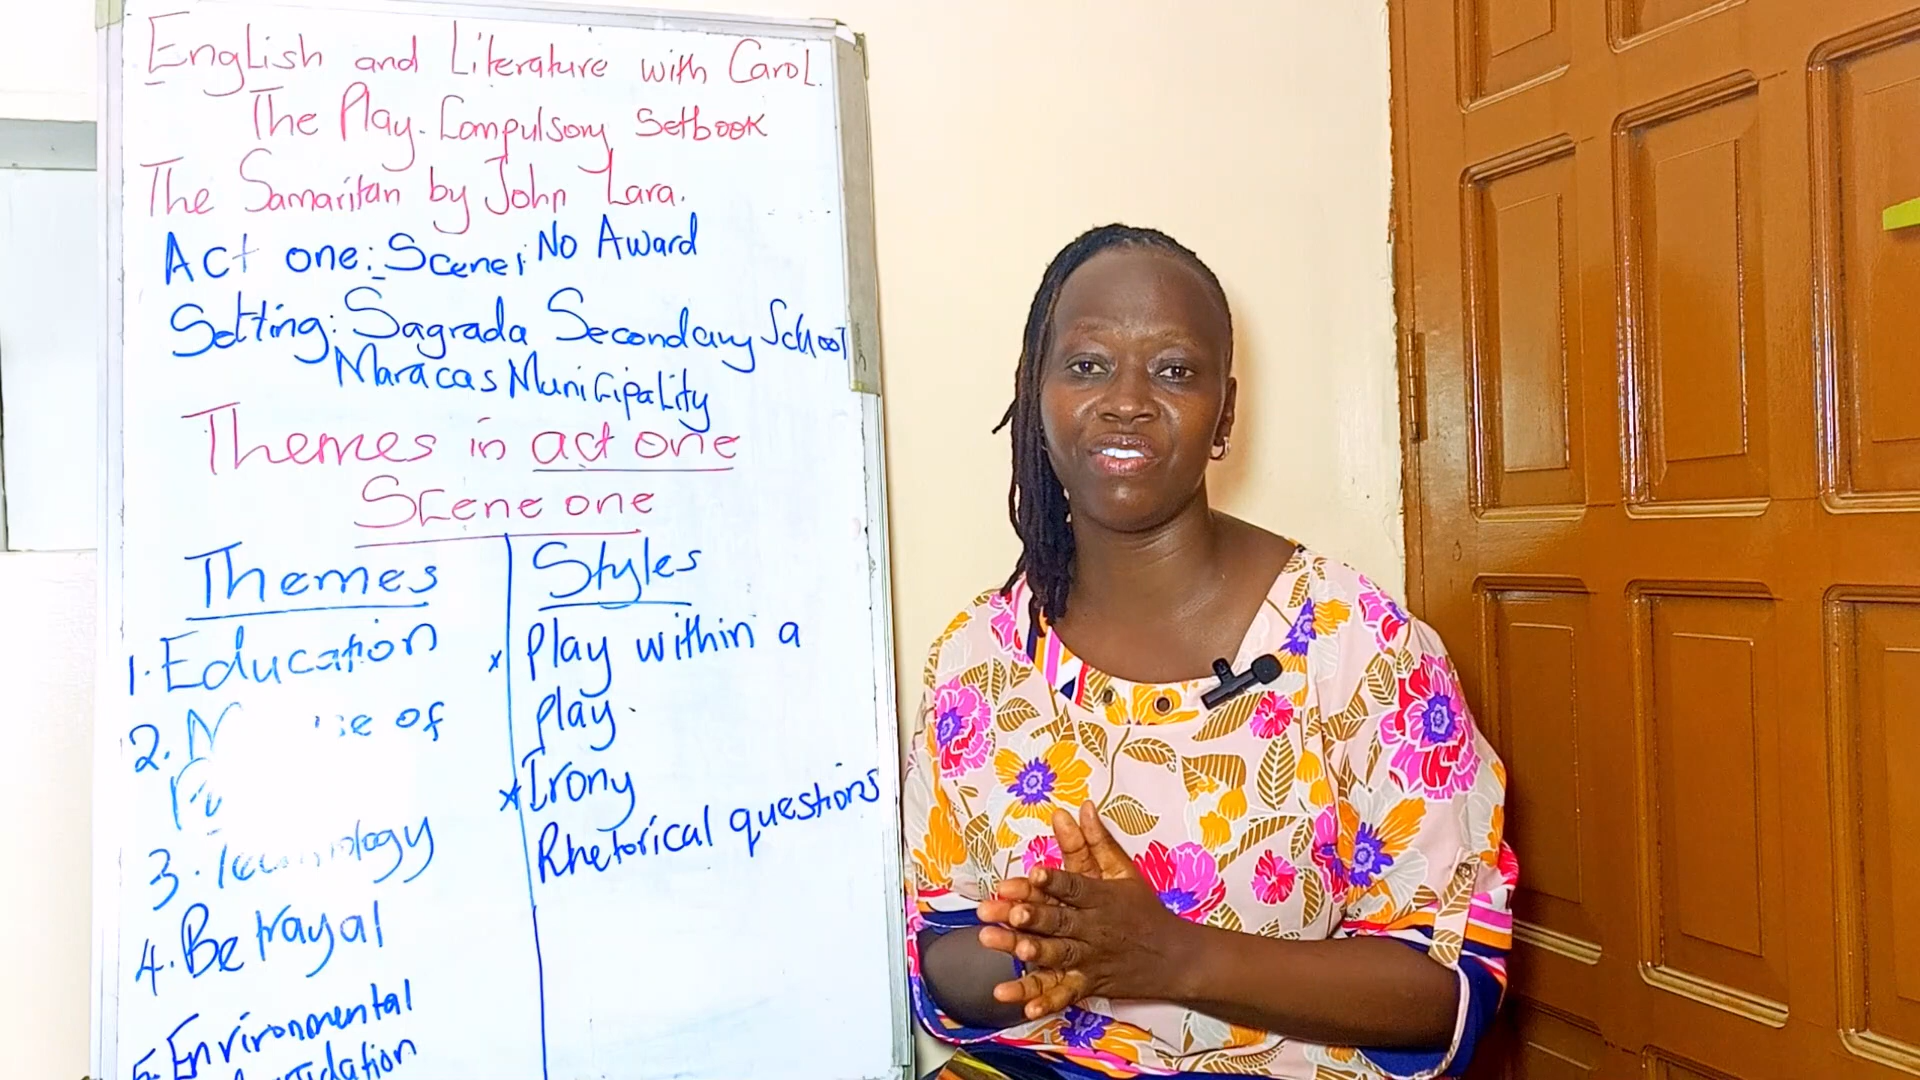 English and Literature with Carol.
The Play. Compulsory Setbook
The Samaritan by John Lara.
Act one: Scene 1 No Award
Setting: Sagrada Secondary School
Maracas Municipality
Themes in act one
Scene one
Themes
1. Education
2. of
3. Technology
4. Betrayal
5. Environmental
Styles
x Play within a
play.
x Irony
Rhetorical questions